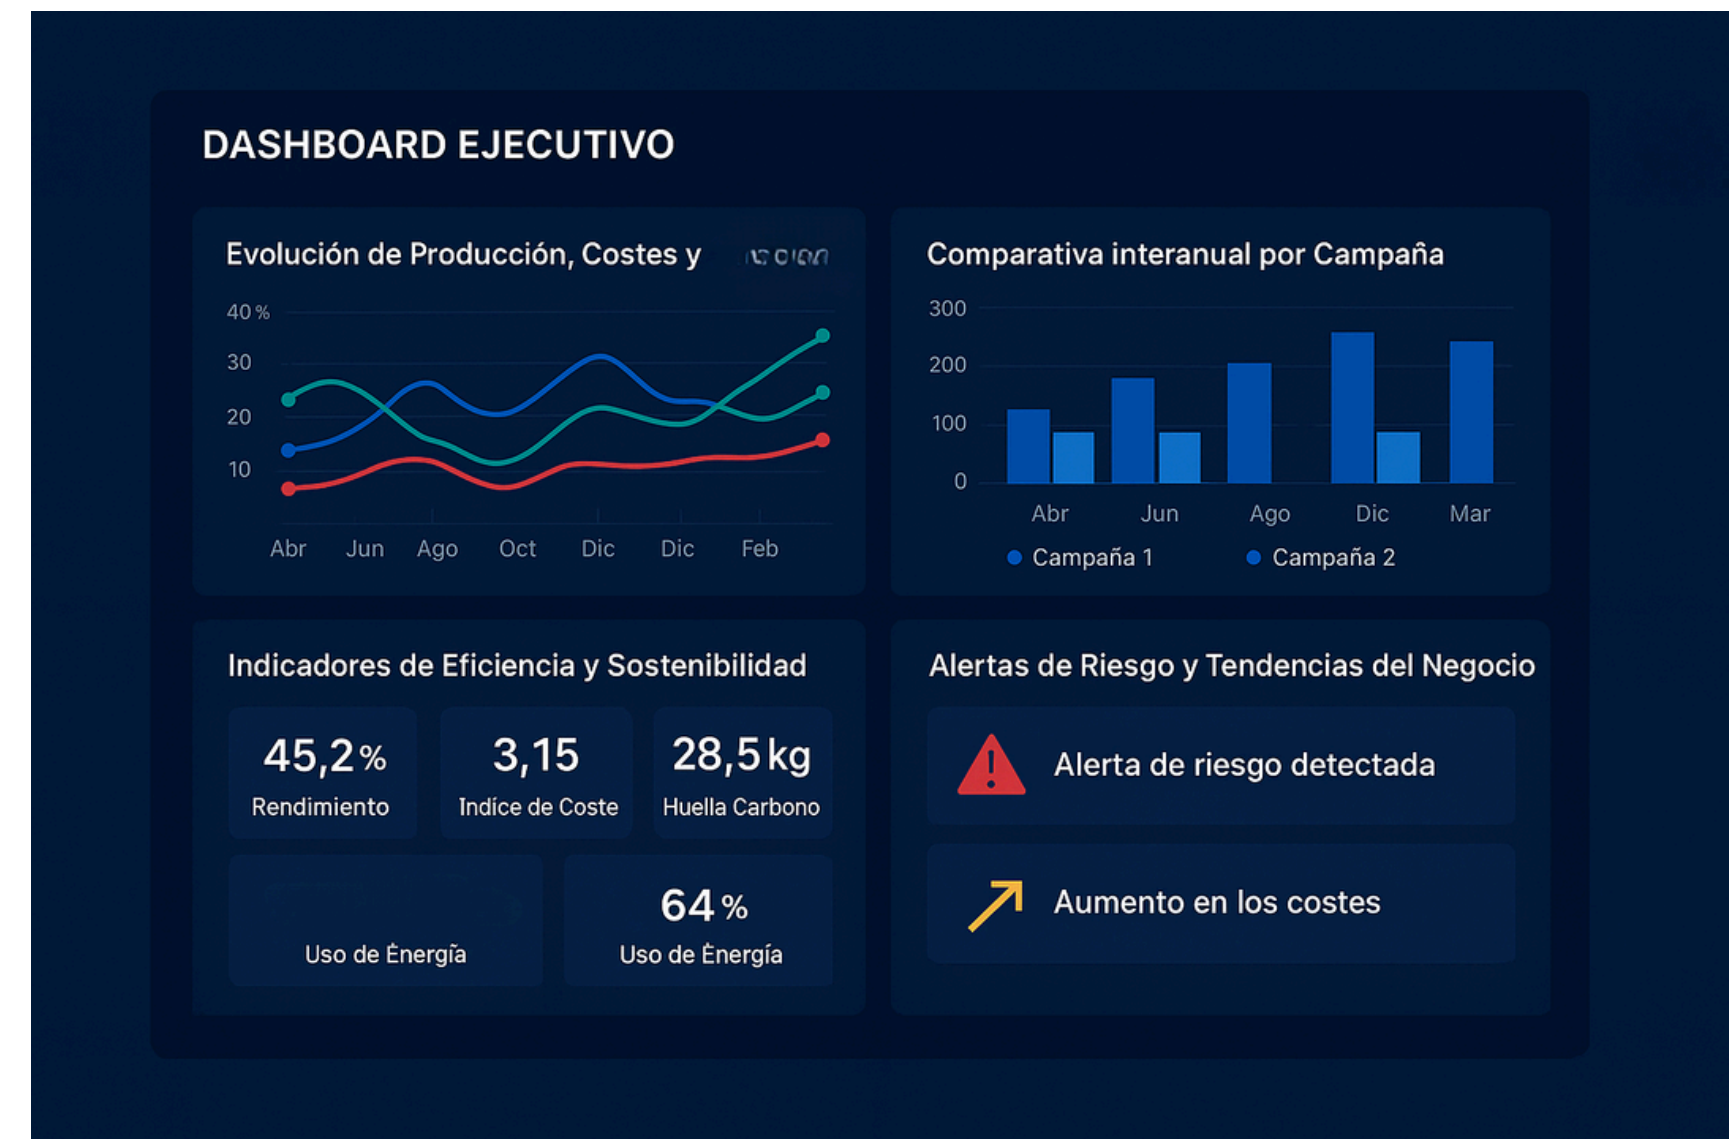 DASHBOARD EJECUTIVO
Evolución de Producción, Costes y
40 %
30
20
10
Abr Jun Ago Oct Dic Dic Feb
Comparativa interanual por Campaña
300
200
100
0
Abr Jun Ago Dic Mar
Campaña 1 Campaña 2
Indicadores de Eficiencia y Sostenibilidad
45,2 %
Rendimiento
3,15
Indíce de Coste
28,5 kg
Huella Carbono
Uso de Ėnergĩa
64 %
Uso de Ėnergía
Alertas de Riesgo y Tendencias del Negocio
Alerta de riesgo detectada
Aumento en los costes